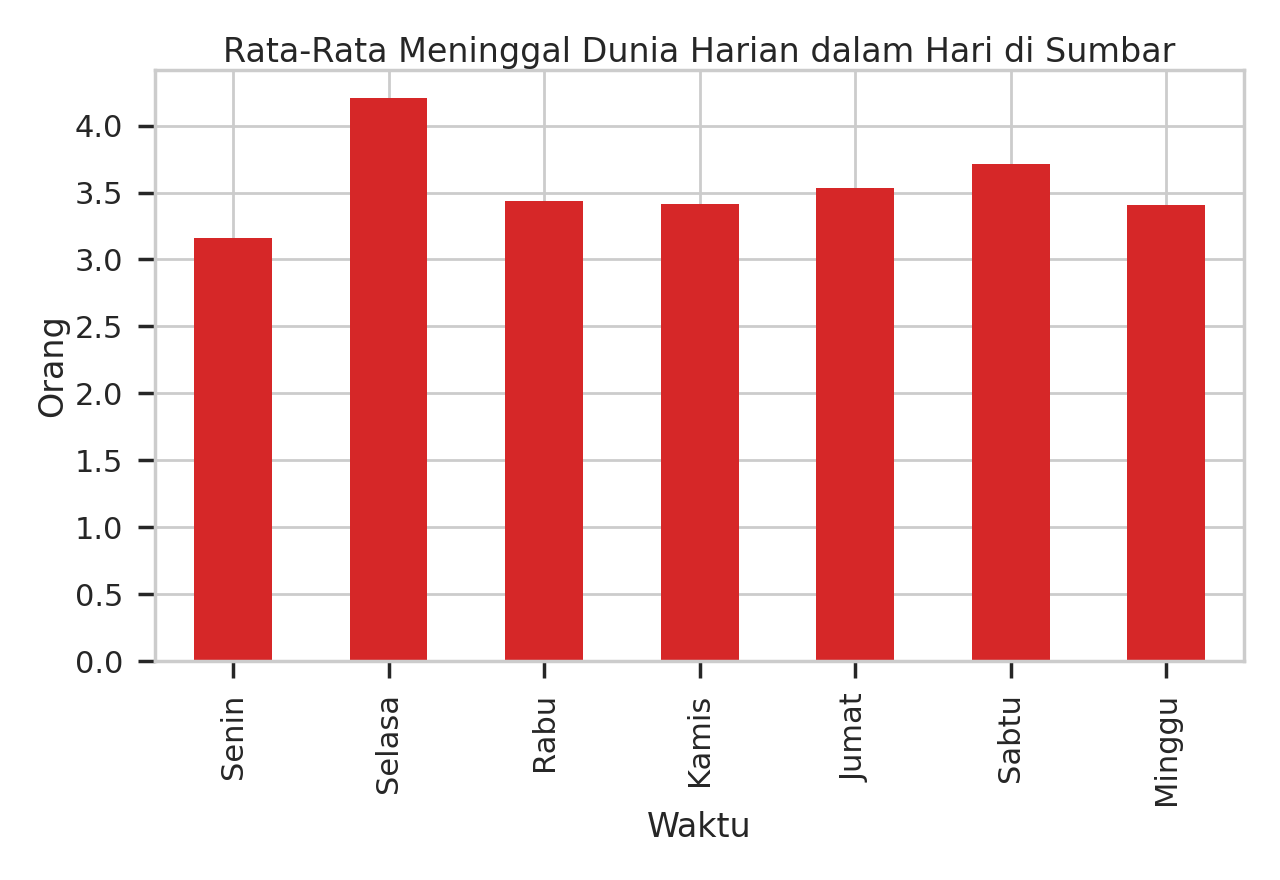 Rata-Rata Meninggal Dunia Harian dalam Hari di Sumbar
Orang
4.0
3.5
3.0
2.5
2.0
1.5
1.0
0.5
0.0
Senin
Selasa
Rabu
Kamis
Jumat
Sabtu
Minggu
Waktu